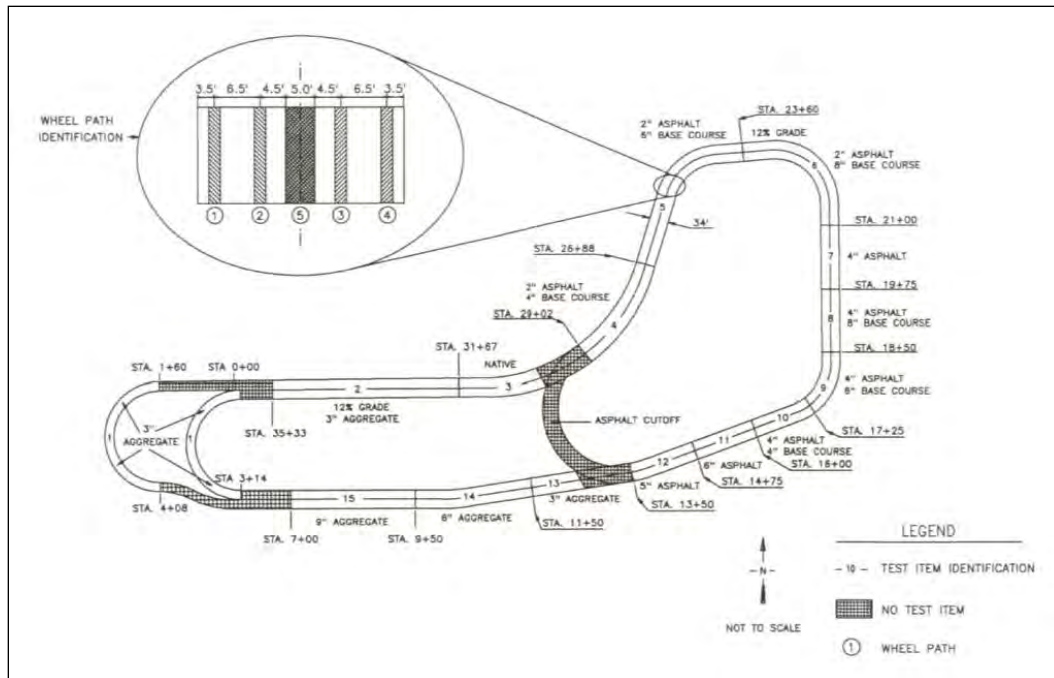 3.5' 6.5' 4.5' 5.0' 4.5' 6.5' 3.5'
WHEEL PATH
IDENTIFICATION
1 2 5 3 4
STA. 23+60
2" ASPHALT
6" BASE COURSE
12% GRADE
2" ASPHALT
8" BASE COURSE
6
5
34'
STA. 21+00
STA. 26+88
7
4" ASPHALT
STA. 19+75
2" ASPHALT
4" BASE COURSE
STA. 29+02
4
8
4" ASPHALT
8" BASE COURSE
STA. 18+50
STA. 31+67
NATIVE
3
STA. 1+60
STA 0+00
2
12% GRADE
3" AGGREGATE
9
4" ASPHALT
6" BASE COURSE
STA. 17+25
10
ASPHALT CUTOFF
STA. 35+33
1
3"
AGGREGATE
1
11
4" ASPHALT
4" BASE COURSE
STA. 16+00
12
6" ASPHALT
STA. 14+75
STA 3+14
13
3" AGGREGATE
5" ASPHALT
STA. 13+50
STA. 4+08
15
9" AGGREGATE
14
6" AGGREGATE
STA. 11+50
STA. 7+00
STA. 9+50
-N-
NOT TO SCALE
LEGEND
- 10 - TEST ITEM IDENTIFICATION
NO TEST ITEM
1 WHEEL PATH